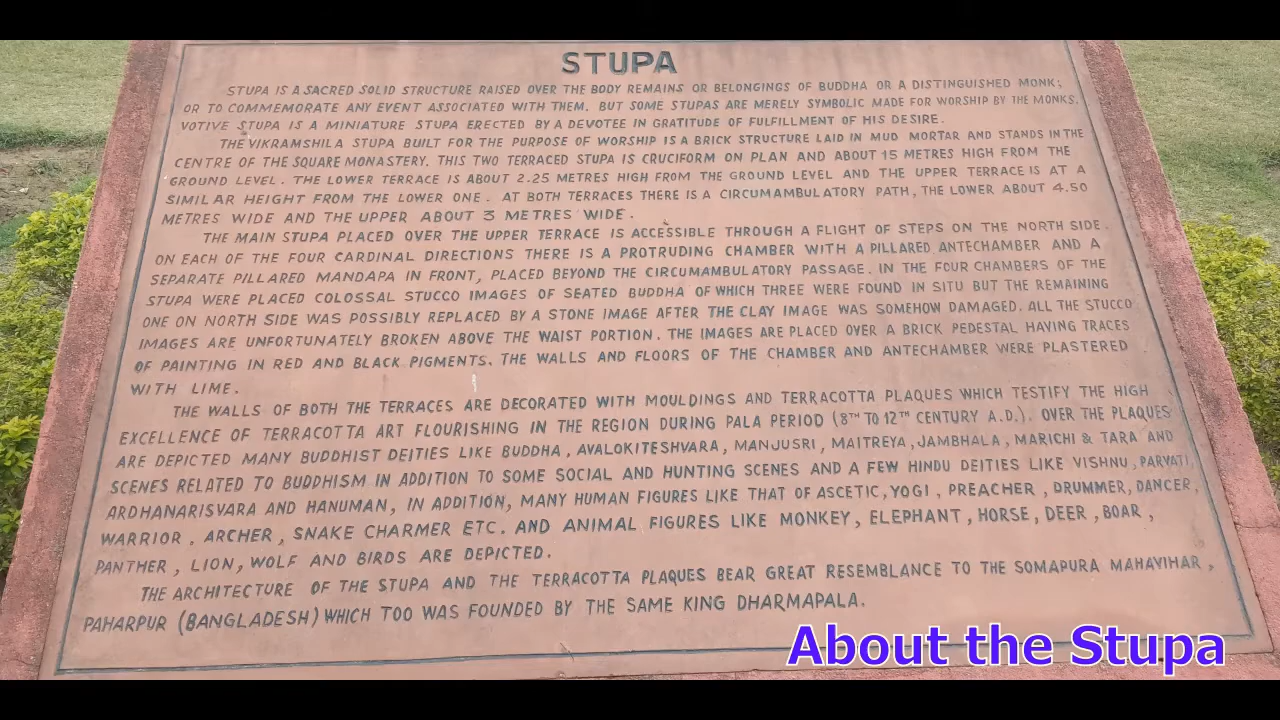 STUPA
STUPA IS A SACRED SOLID STRUCTURE RAISED OVER THE BODY REMAINS OR BELONGINGS OF BUDDHA OR A DISTINGUISHED MONK;
OR TO COMMEMORATE ANY EVENT ASSOCIATED WITH THEM. BUT SOME STUPAS ARE MERELY SYMBOLIC MADE FOR WORSHIP BY THE MONKS.
VOTIVE STUPA IS A MINIATURE STUPA ERECTED BY A DEVOTEE IN GRATITUDE OF FULFILLMENT OF HIS DESIRE.
THE VIKRAMSHILA STUPA BUILT FOR THE PURPOSE OF WORSHIP IS A BRICK STRUCTURE LAID IN MUD MORTAR AND STANDS IN THE
CENTRE OF THE SQUARE MONASTERY. THIS TWO TERRACED STUPA IS CRUCIFORM ON PLAN AND ABOUT 15 METRES HIGH FROM THE
GROUND LEVEL. THE LOWER TERRACE IS ABOUT 2.25 METRES HIGH FROM THE GROUND LEVEL AND THE UPPER TERRACE IS AT A
SIMILAR HEIGHT FROM THE LOWER ONE. AT BOTH TERRACES THERE IS A CIRCUMAMBULATORY PATH, THE LOWER ABOUT 4.50
METRES WIDE AND THE UPPER ABOUT 3 METRES WIDE.
THE MAIN STUPA PLACED OVER THE UPPER TERRACE IS ACCESSIBLE THROUGH A FLIGHT OF STEPS ON THE NORTH SIDE.
ON EACH OF THE FOUR CARDINAL DIRECTIONS THERE IS A PROTRUDING CHAMBER WITH A PILLARED ANTECHAMBER AND A
SEPARATE PILLARED MANDAPA IN FRONT, PLACED BEYOND THE CIRCUMAMBULATORY PASSAGE. IN THE FOUR CHAMBERS OF THE
STUPA WERE PLACED COLOSSAL STUCCO IMAGES OF SEATED BUDDHA OF WHICH THREE WERE FOUND IN SITU BUT THE REMAINING
ONE ON NORTH SIDE WAS POSSIBLY REPLACED BY A STONE IMAGE AFTER THE CLAY IMAGE WAS SOMEHOW DAMAGED. ALL THE STUCCO
IMAGES ARE UNFORTUNATELY BROKEN ABOVE THE WAIST PORTION. THE IMAGES ARE PLACED OVER A BRICK PEDESTAL HAVING TRACES
OF PAINTING IN RED AND BLACK PIGMENTS. THE WALLS AND FLOORS OF THE CHAMBER AND ANTECHAMBER WERE PLASTERED
WITH LIME.
THE WALLS OF BOTH THE TERRACES ARE DECORATED WITH MOULDINGS AND TERRACOTTA PLAQUES WHICH TESTIFY THE HIGH
EXCELLENCE OF TERRACOTTA ART FLOURISHING IN THE REGION DURING PALA PERIOD (8TH TO 12TH CENTURY A.D.). OVER THE PLAQUES
ARE DEPICTED MANY BUDDHIST DEITIES LIKE BUDDHA, AVALOKITESHVARA, MANJUSRI, MAITREYA, JAMBHALA, MARICHI & TARA AND
SCENES RELATED TO BUDDHISM IN ADDITION TO SOME SOCIAL AND HUNTING SCENES AND A FEW HINDU DEITIES LIKE VISHNU, PARVATI,
ARDHANARISVARA AND HANUMAN, IN ADDITION, MANY HUMAN FIGURES LIKE THAT OF ASCETIC, YOGI, PREACHER, DRUMMER, DANCER,
WARRIOR, ARCHER, SNAKE CHARMER ETC. AND ANIMAL FIGURES LIKE MONKEY, ELEPHANT, HORSE, DEER, BOAR,
PANTHER, LION, WOLF AND BIRDS ARE DEPICTED.
THE ARCHITECTURE OF THE STUPA AND THE TERRACOTTA PLAQUES BEAR GREAT RESEMBLANCE TO THE SOMAPURA MAHAVIHAR,
PAHARPUR (BANGLADESH) WHICH TOO WAS FOUNDED BY THE SAME KING DHARMAPALA.
About the Stupa